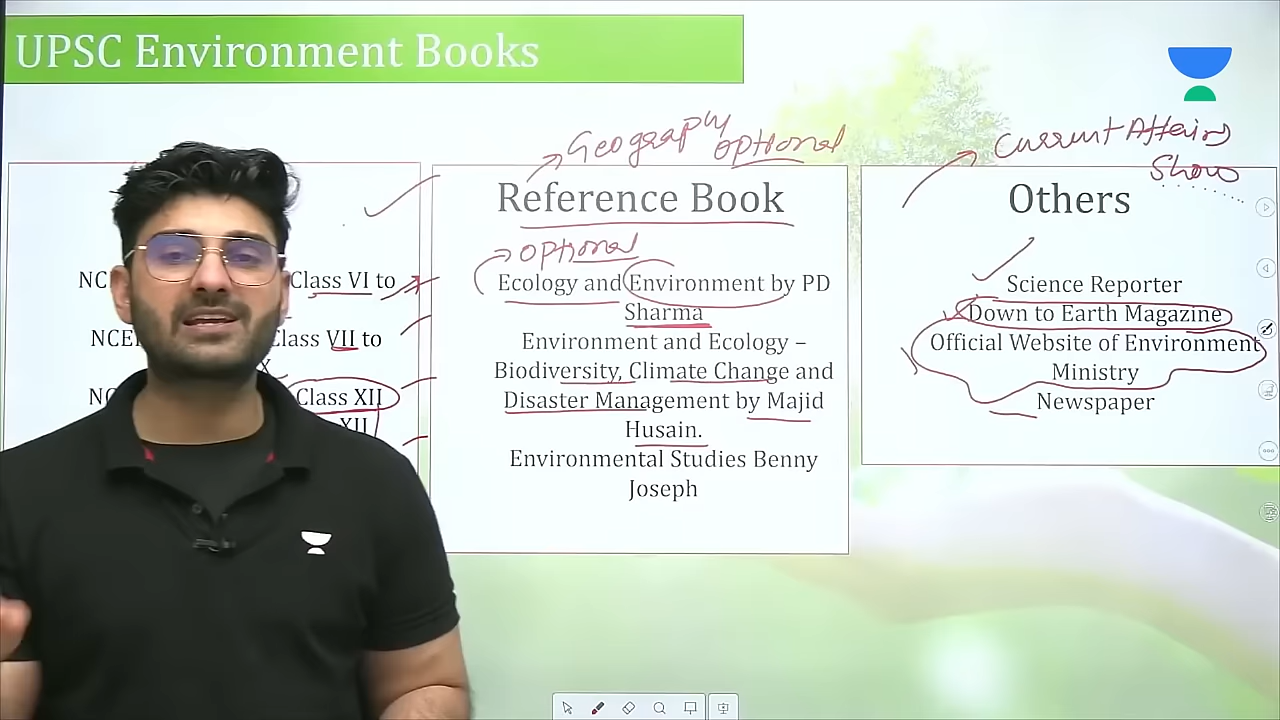 UPSC Environment Books
Geography
optional
Current Affairs
Show
NC
Class VI to
NCE
Class VII to
X
NC
Class XII
XII
Reference Book
optional
Ecology and Environment by PD
Sharma
Environment and Ecology –
Biodiversity, Climate Change and
Disaster Management by Majid
Husain.
Environmental Studies Benny
Joseph
Others
Science Reporter
Down to Earth Magazine
Official Website of Environment
Ministry
Newspaper